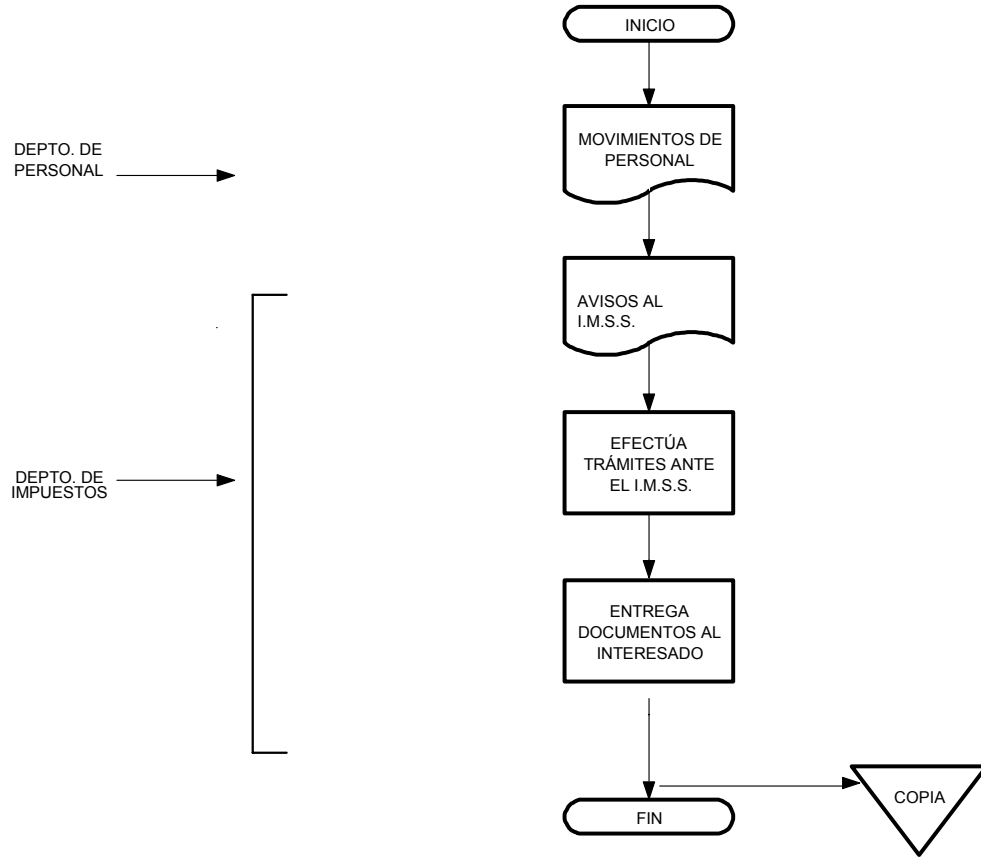 INICIO
MOVIMIENTOS DE
PERSONAL
DEPTO. DE
PERSONAL
AVISOS AL
I.M.S.S.
EFECTÚA
TRÁMITES ANTE
EL I.M.S.S.
DEPTO. DE
IMPUESTOS
ENTREGA
DOCUMENTOS AL
INTERESADO
COPIA
FIN